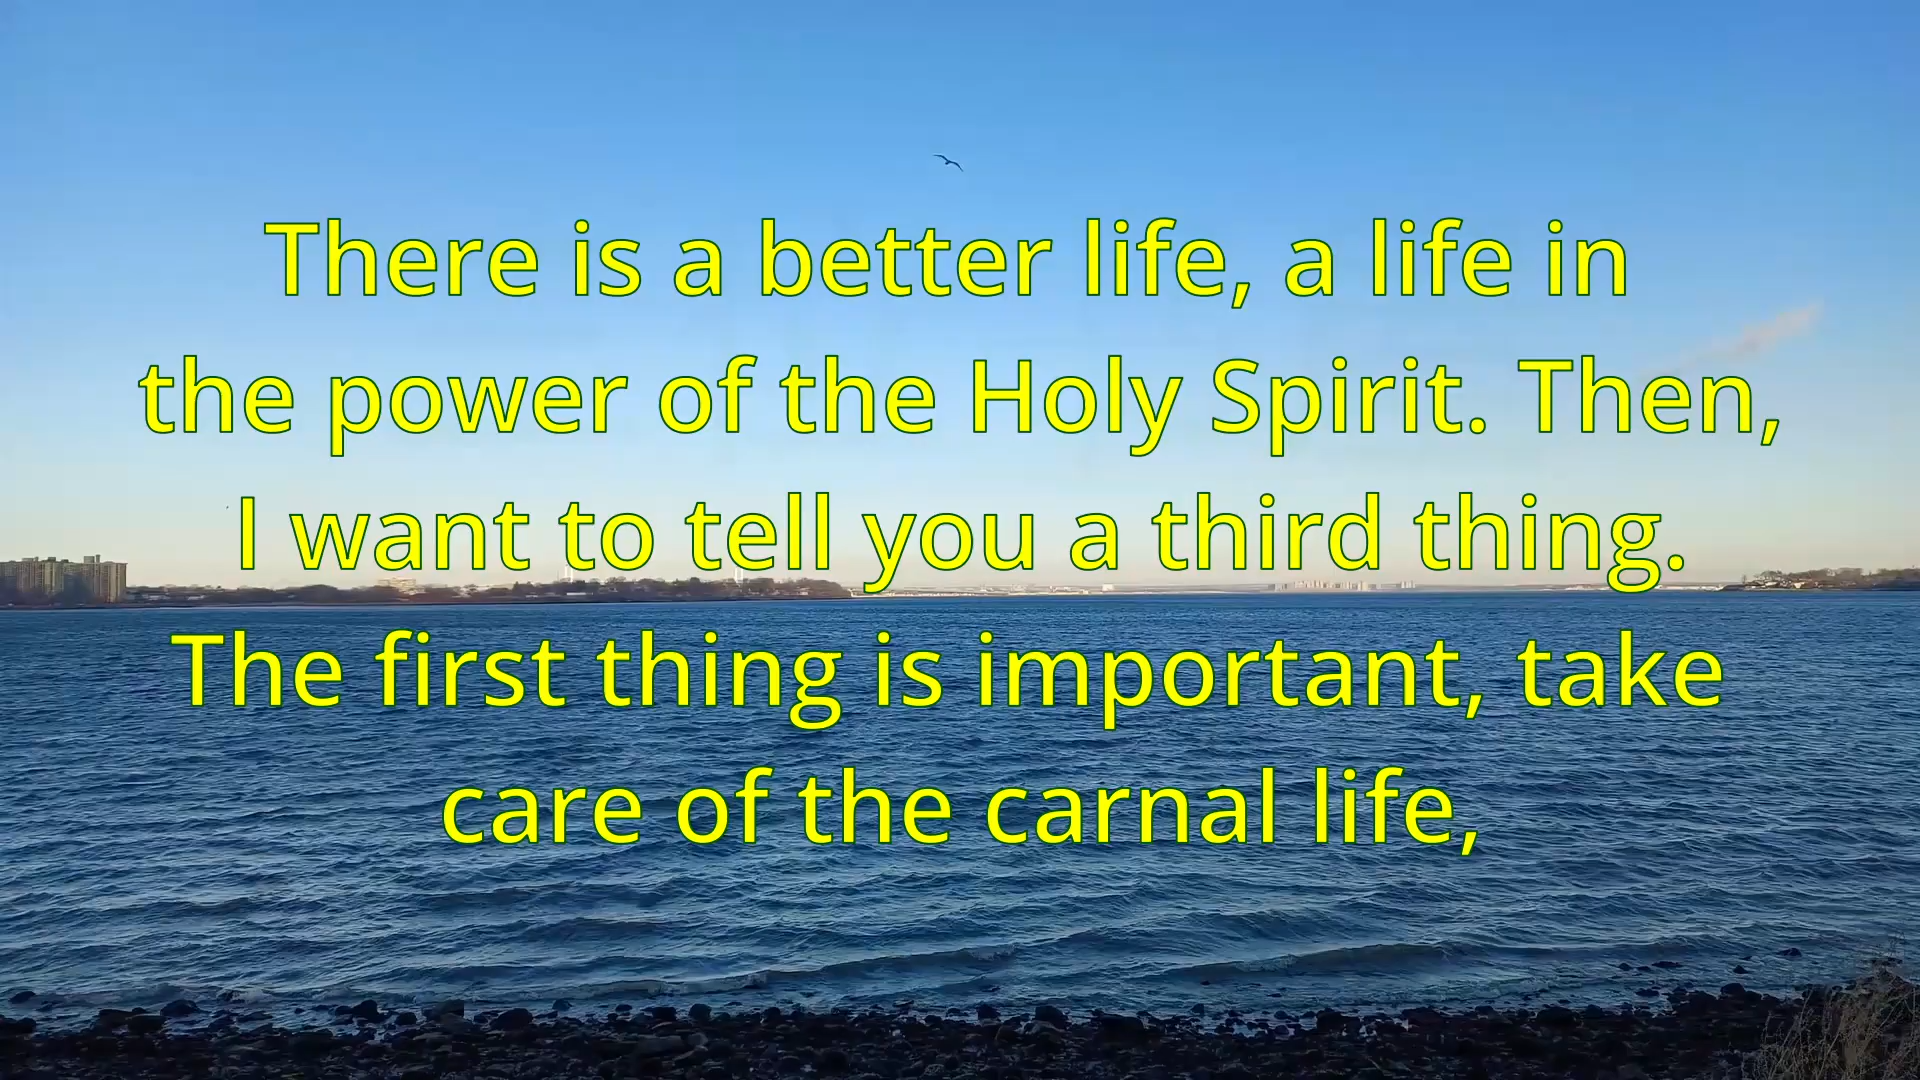 There is a better life, a life in
the power of the Holy Spirit. Then,
I want to tell you a third thing.
The first thing is important, take
care of the carnal life,